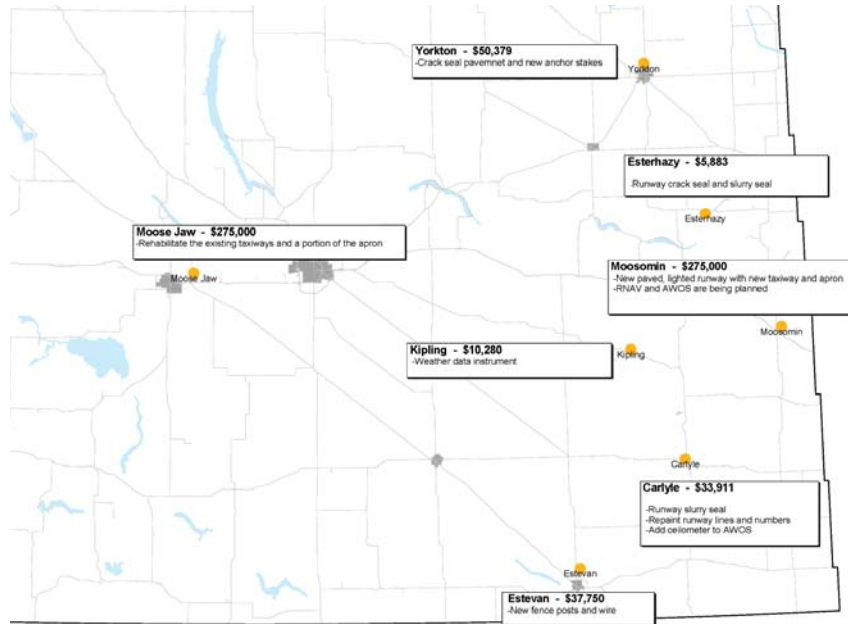 Yorkton - $50,379
-Crack seal pavemnet and new anchor stakes
Yorkton
Esterhazy - $5,883
-Runway crack seal and slurry seal
Esterhazy
Moose Jaw - $275,000
-Rehabilitate the existing taxiways and a portion of the apron
Moose Jaw
Moosomin - $275,000
-New paved, lighted runway with new taxiway and apron
-RNAV and AWOS are being planned
Moosomin
Kipling - $10,280
-Weather data instrument
Kipling
Carlyle
Carlyle - $33,911
-Runway slurry seal
-Repaint runway lines and numbers
-Add ceilometer to AWOS
Estevan
Estevan - $37,750
-New fence posts and wire